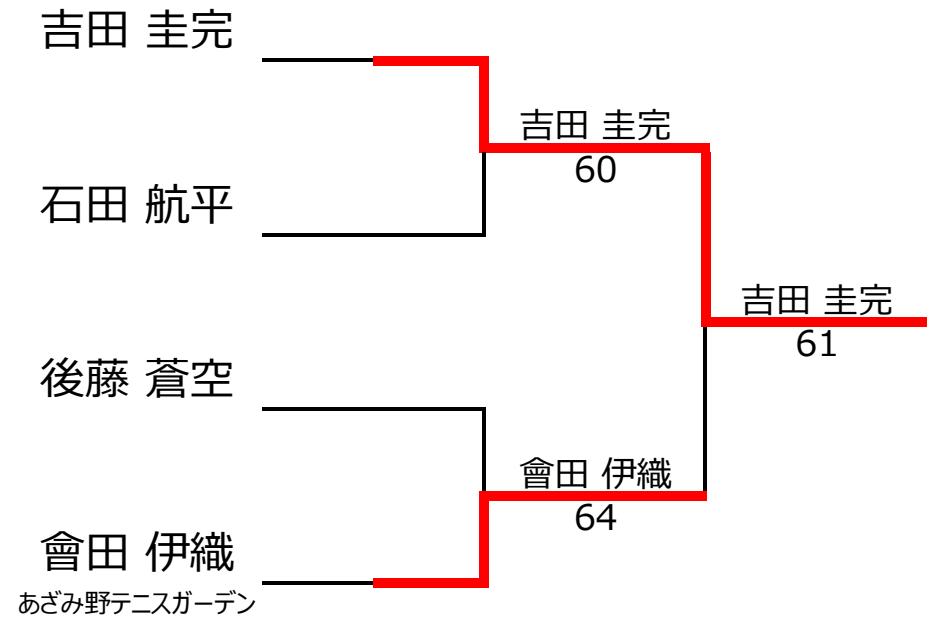 吉田 圭完
吉田 圭完
60
石田 航平
吉田 圭完
61
後藤 蒼空
會田 伊織
64
會田 伊織
あざみ野テニスガーデン